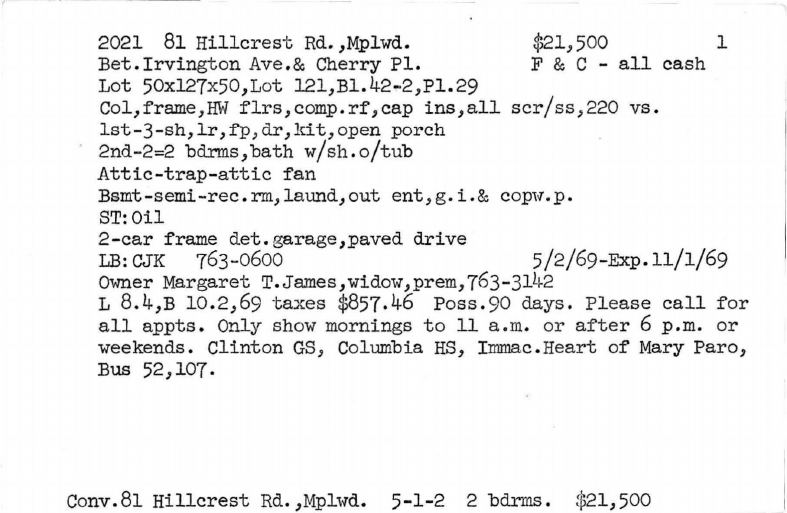 2021 81 Hillcrest Rd.,Mplwd. $21,500 1
Bet.Irvington Ave.& Cherry Pl. F & C - all cash
Lot 50x127x50,Lot 121,Bl.42-2,Pl.29
Col,frame,HW flrs,comp.rf,cap ins,all scr/ss,220 vs.
1st-3-sh,lr,fp,dr,kit,open porch
2nd-2=2 bdrms,bath w/sh.o/tub
Attic-trap-attic fan
Bsmt-semi-rec.rm,laund,out ent,g.i.& copw.p.
ST:Oil
2-car frame det.garage,paved drive
LB:CJK 763-0600 5/2/69-Exp.11/1/69
Owner Margaret T.James,widow,prem,763-3142
L 8.4,B 10.2,69 taxes $857.46 Poss.90 days. Please call for
all appts. Only show mornings to 11 a.m. or after 6 p.m. or
weekends. Clinton GS, Columbia HS, Immac.Heart of Mary Paro,
Bus 52,107.
Conv.81 Hillcrest Rd.,Mplwd. 5-1-2 2 bdrms. $21,500